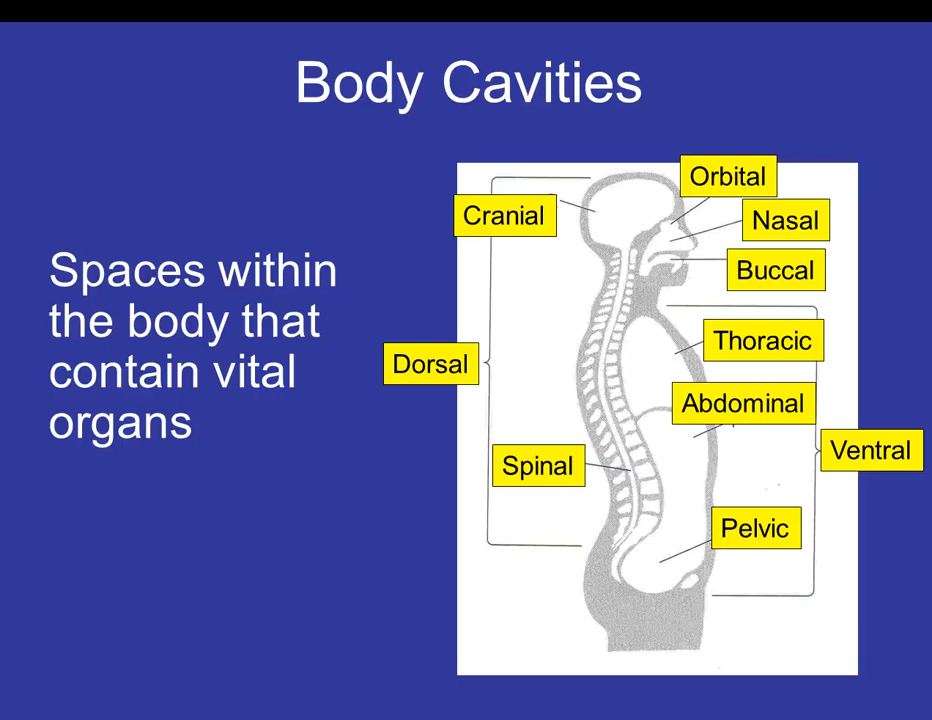 Body Cavities
Spaces within
the body that
contain vital
organs
Orbital
Cranial
Nasal
Buccal
Thoracic
Dorsal
Abdominal
Ventral
Spinal
Pelvic